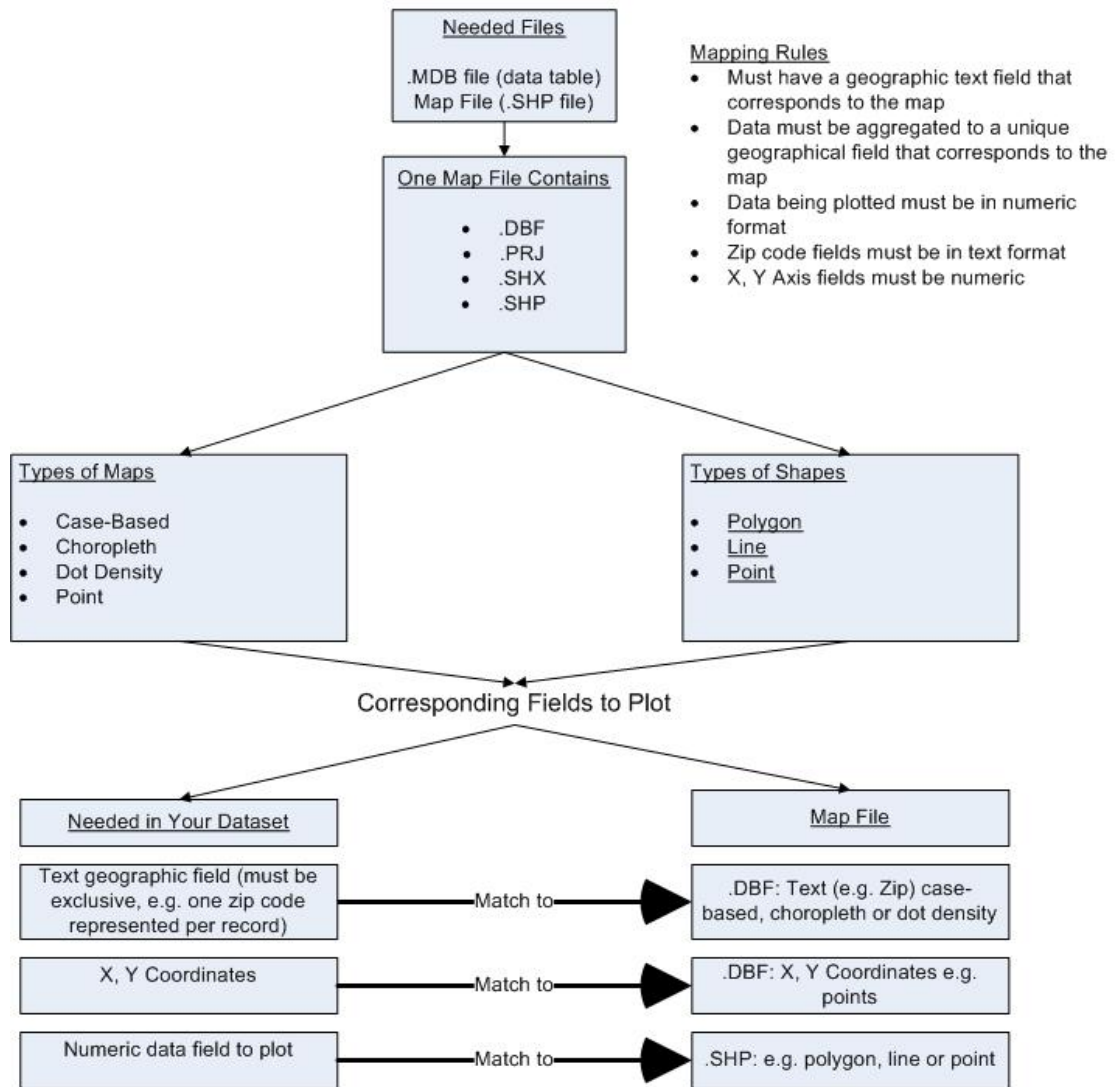 Needed Files
.MDB file (data table)
Map File (.SHP file)
Mapping Rules
• Must have a geographic text field that
corresponds to the map
• Data must be aggregated to a unique
geographical field that corresponds to the
map
• Data being plotted must be in numeric
format
• Zip code fields must be in text format
• X, Y Axis fields must be numeric
One Map File Contains
• .DBF
• .PRJ
• .SHX
• .SHP
Types of Maps
• Case-Based
• Choropleth
• Dot Density
• Point
Types of Shapes
• Polygon
• Line
• Point
Corresponding Fields to Plot
Needed in Your Dataset
Map File
Text geographic field (must be
exclusive, e.g. one zip code
represented per record)
Match to
.DBF: Text (e.g. Zip) case-
based, choropleth or dot density
X, Y Coordinates
Match to
.DBF: X, Y Coordinates e.g.
points
Numeric data field to plot
Match to
.SHP: e.g. polygon, line or point